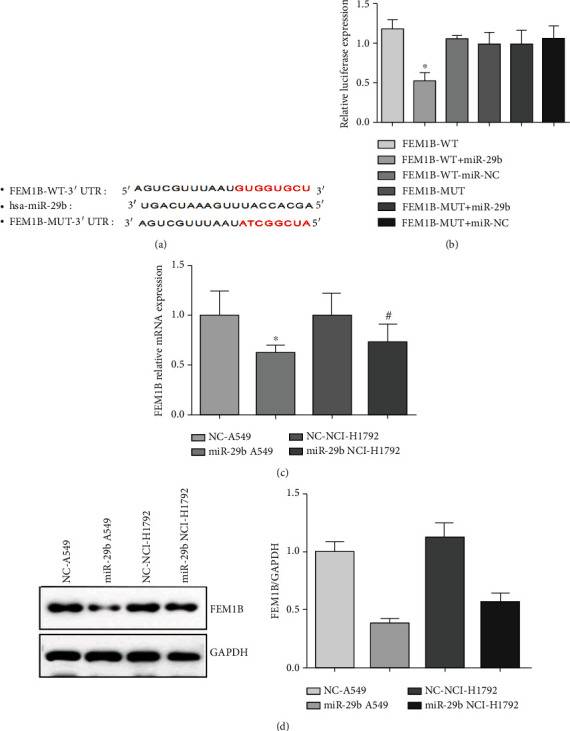 • FEM1B-WT-3′ UTR : 5′ AGUCGUUUAAUGUGGUGCU 3′
• hsa-miR-29b : 3′ UGACUAAAGUUUACCACGA 5′
• FEM1B-MUT-3′ UTR : 3′ AGUCGUUUAAUATCGGCUA 5′
(a)
Relative luciferase expression
1.5
1.0
0.5
0.0
*
FEM1B-WT
FEM1B-WT+miR-29b
FEM1B-WT-miR-NC
FEM1B-MUT
FEM1B-MUT+miR-29b
FEM1B-MUT+miR-NC
(b)
FEM1B relative mRNA expression
1.5
1.0
0.5
0.0
*
#
NC-A549
miR-29b A549
NC-NCI-H1792
miR-29b NCI-H1792
(c)
NC-A549
miR-29b A549
NC-NCI-H1792
miR-29b NCI-H1792
FEM1B
GAPDH
FEM1B/GAPDH
1.5
1.0
0.5
0.0
NC-A549
miR-29b A549
NC-NCI-H1792
miR-29b NCI-H1792
(d)